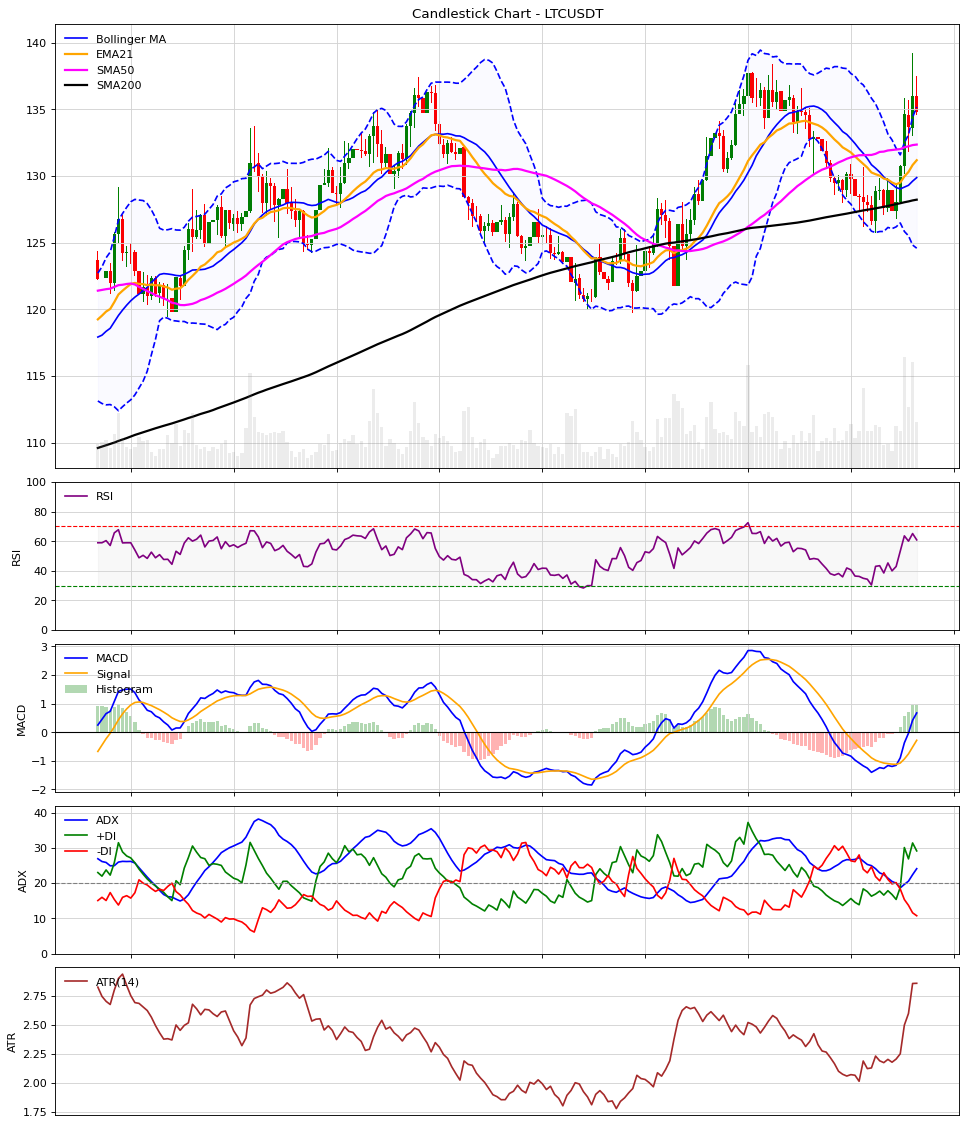 Candlestick Chart - LTCUSDT
Bollinger MA
EMA21
SMA50
SMA200
140
135
130
125
120
115
110
RSI
100
80
60
40
20
0
RSI
MACD
Signal
Histogram
3
2
1
0
−1
−2
MACD
ADX
+DI
-DI
40
30
20
10
0
ADX
ATR(14)
2.75
2.50
2.25
2.00
1.75
ATR